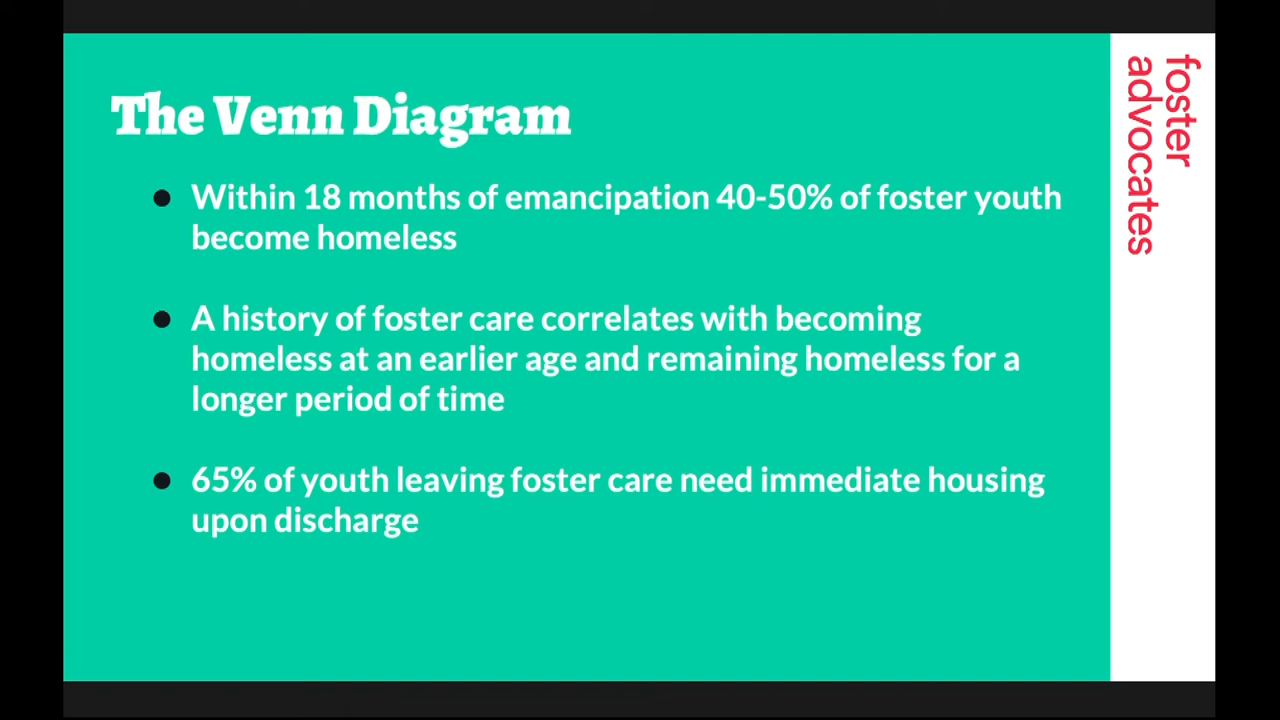 The Venn Diagram
Within 18 months of emancipation 40-50% of foster youth
become homeless
A history of foster care correlates with becoming
homeless at an earlier age and remaining homeless for a
longer period of time
65% of youth leaving foster care need immediate housing
upon discharge
foster
advocates